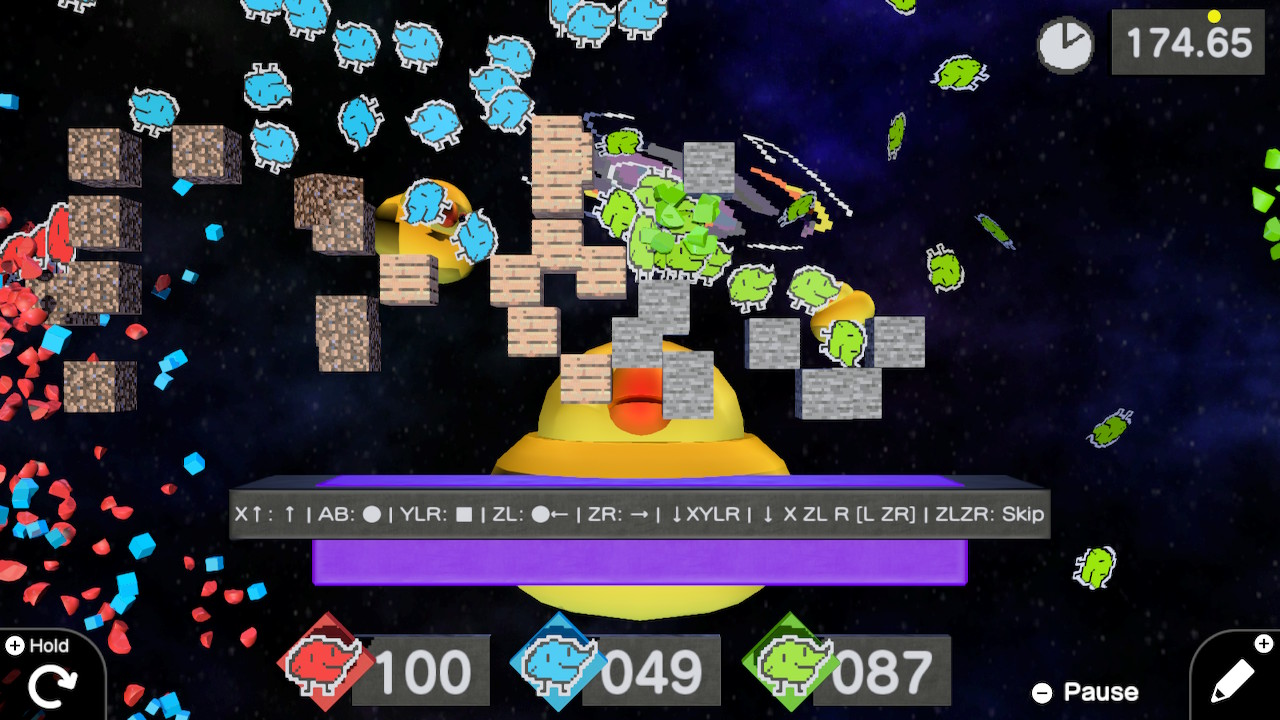 174.65
X↑: ↑ | AB: ● | YLR: ■ | ZL: ●← | ZR: → | ↓XYLR | ↓ X ZL R [L ZR] | ZLZR: Skip
Hold
100
049
087
Pause